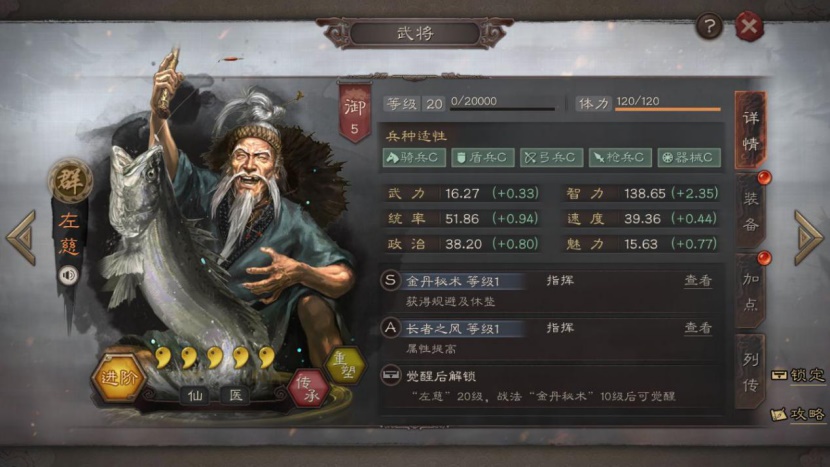 武将
?
御
5
等级 20 0/20000 体力 120/120
兵种适性
骑兵C 盾兵C 弓兵C 枪兵C 器械C
武力 16.27 (+0.33) 智力 138.65 (+2.35)
统率 51.86 (+0.94) 速度 39.36 (+0.44)
政治 38.20 (+0.80) 魅力 15.63 (+0.77)
S 金丹秘术 等级1 指挥 查看
获得规避及休整
A 长者之风 等级1 指挥 查看
属性提高
觉醒后解锁
“左慈”20级，战法“金丹秘术”10级后可觉醒
群
左慈
进阶
仙 医
传承
重塑
详情
装备
加点
列传
锁定
攻略